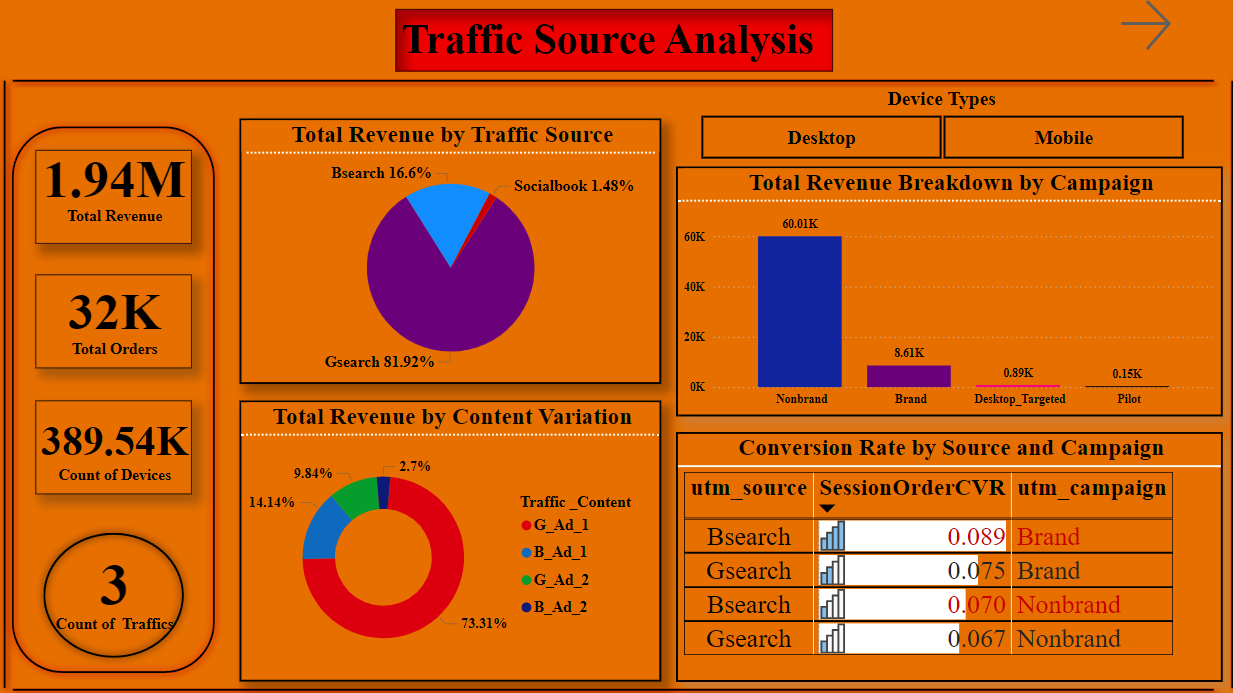 Traffic Source Analysis
1.94M
Total Revenue
32K
Total Orders
389.54K
Count of Devices
3
Count of Traffics
Total Revenue by Traffic Source
Bsearch 16.6%
Socialbook 1.48%
Gsearch 81.92%
Total Revenue by Content Variation
2.7%
9.84%
14.14%
73.31%
Traffic _Content
G_Ad_1
B_Ad_1
G_Ad_2
B_Ad_2
Device Types
Desktop Mobile
Total Revenue Breakdown by Campaign
60K
40K
20K
0K
60.01K
8.61K
0.89K
0.15K
Nonbrand Brand Desktop_Targeted Pilot
Conversion Rate by Source and Campaign
utm_source SessionOrderCVR utm_campaign
Bsearch 0.089 Brand
Gsearch 0.075 Brand
Bsearch 0.070 Nonbrand
Gsearch 0.067 Nonbrand